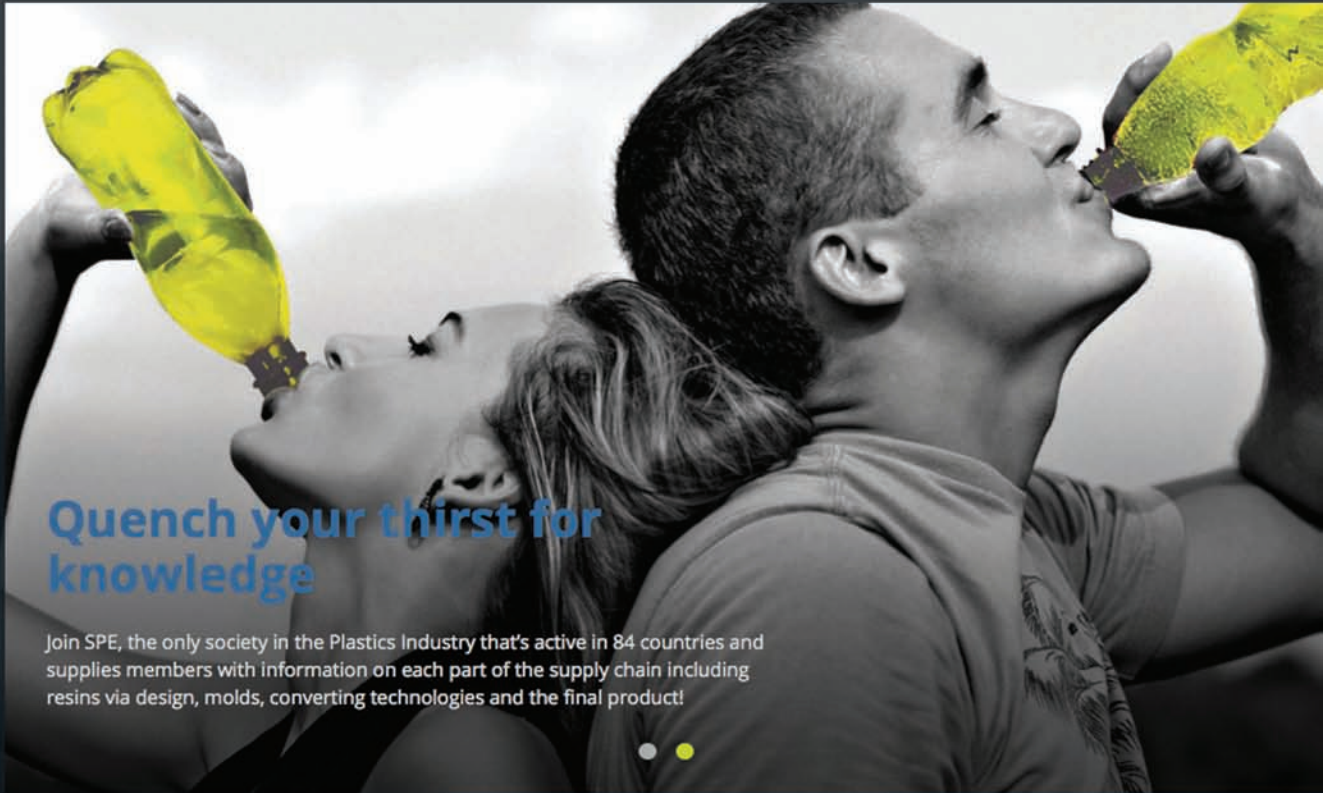 Quench your thirst for
knowledge
Join SPE, the only society in the Plastics Industry that's active in 84 countries and
supplies members with information on each part of the supply chain including
resins via design, molds, converting technologies and the final product!